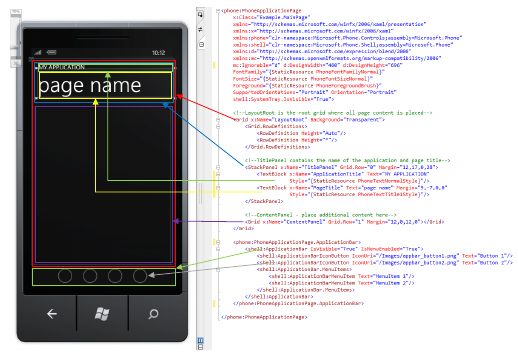 10:12
MY APPLICATION
page name
<phone:PhoneApplicationPage
x:Class="Example.MainPage"
xmlns="http://schemas.microsoft.com/winfx/2006/xaml/presentation"
xmlns:x="http://schemas.microsoft.com/winfx/2006/xaml"
xmlns:phone="clr-namespace:Microsoft.Phone.Controls;assembly=Microsoft.Phone"
xmlns:shell="clr-namespace:Microsoft.Phone.Shell;assembly=Microsoft.Phone"
xmlns:d="http://schemas.microsoft.com/expression/blend/2008"
xmlns:mc="http://schemas.openxmlformats.org/markup-compatibility/2006"
mc:Ignorable="d" d:DesignWidth="480" d:DesignHeight="696"
FontFamily="{StaticResource PhoneFontFamilyNormal}"
FontSize="{StaticResource PhoneFontSizeNormal}"
Foreground="{StaticResource PhoneForegroundBrush}"
SupportedOrientations="Portrait" Orientation="Portrait"
shell:SystemTray.IsVisible="True">
<!--LayoutRoot is the root grid where all page content is placed-->
<Grid x:Name="LayoutRoot" Background="Transparent">
<Grid.RowDefinitions>
<RowDefinition Height="Auto"/>
<RowDefinition Height="*"/>
</Grid.RowDefinitions>
<!--TitlePanel contains the name of the application and page title-->
<StackPanel x:Name="TitlePanel" Grid.Row="0" Margin="12,17,0,28">
<TextBlock x:Name="ApplicationTitle" Text="MY APPLICATION"
Style="{StaticResource PhoneTextNormalStyle}"/>
<TextBlock x:Name="PageTitle" Text="page name" Margin="9,-7,0,0"
Style="{StaticResource PhoneTextTitle1Style}"/>
</StackPanel>
<!--ContentPanel - place additional content here-->
<Grid x:Name="ContentPanel" Grid.Row="1" Margin="12,0,12,0"></Grid>
</Grid>
<phone:PhoneApplicationPage.ApplicationBar>
<shell:ApplicationBar IsVisible="True" IsMenuEnabled="True">
<shell:ApplicationBarIconButton IconUri="/Images/appbar_button1.png" Text="Button 1"/>
<shell:ApplicationBarIconButton IconUri="/Images/appbar_button2.png" Text="Button 2"/>
<shell:ApplicationBar.MenuItems>
<shell:ApplicationBarMenuItem Text="MenuItem 1"/>
<shell:ApplicationBarMenuItem Text="MenuItem 2"/>
</shell:ApplicationBar.MenuItems>
</shell:ApplicationBar>
</phone:PhoneApplicationPage.ApplicationBar>
</phone:PhoneApplicationPage>